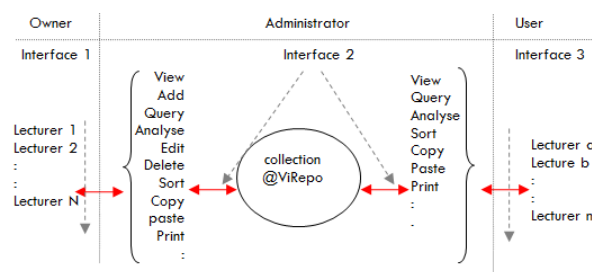 Owner
Administrator
User
Interface 1
Interface 2
Interface 3
Lecturer 1
Lecturer 2
:
:
Lecturer N
View
Add
Query
Analyse
Edit
Delete
Sort
Copy
paste
Print
:
collection
@ViRepo
View
Query
Analyse
Sort
Copy
Paste
Print
:
.
Lecturer
Lecture b
:
:
Lecturer